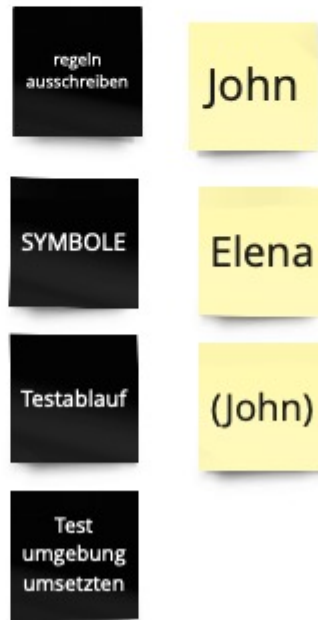 regeln
ausschreiben
John
SYMBOLE
Elena
Testablauf
(John)
Test
umgebung
umsetzten